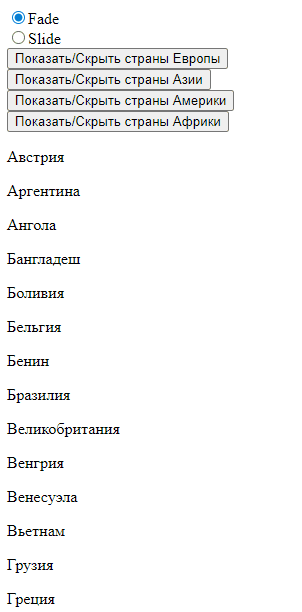 Fade
Slide
Показать/Скрыть страны Европы
Показать/Скрыть страны Азии
Показать/Скрыть страны Америки
Показать/Скрыть страны Африки
Австрия
Аргентина
Ангола
Бангладеш
Боливия
Бельгия
Бенин
Бразилия
Великобритания
Венгрия
Венесуэла
Вьетнам
Грузия
Греция